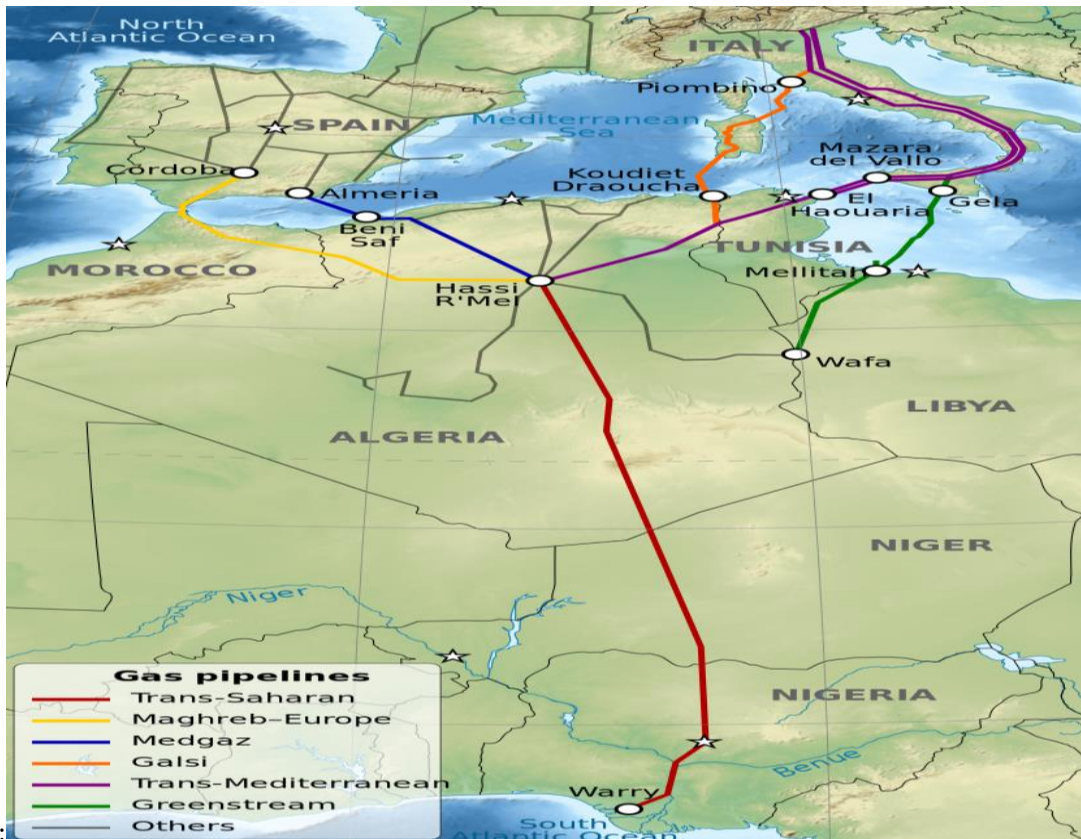 North
Atlantic Ocean
ITALY
Piombino
SPAIN
Mediterranean
Sea
Mazara
del Vallo
Córdoba
Koudiet
Draoucha
Almeria
El
Haouaria
Gela
Beni
Saf
TUNISIA
MOROCCO
Mellitah
Hassi
R'Mel
Wafa
LIBYA
ALGERIA
NIGER
Niger
NIGERIA
Benue
Warry
South
Atlantic Ocean
Gas pipelines
Trans-Saharan
Maghreb–Europe
Medgaz
Galsi
Trans-Mediterranean
Greenstream
Others
: